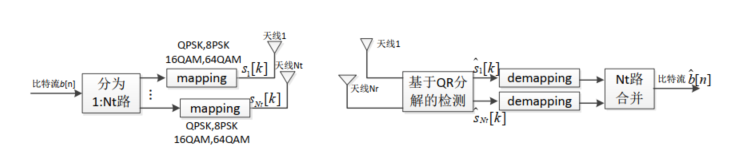 QPSK,8PSK
16QAM,64QAM
天线1
s₁[k]
天线Nt
比特流b[n]
分为
1:Nt路
mapping
⋮
mapping
s_Nt[k]
QPSK,8PSK
16QAM,64QAM
天线1
天线Nr
基于QR分
解的检测
ŝ₁[k]
demapping
demapping
ŝ_Nt[k]
Nt路
合并
比特流 b̂[n]